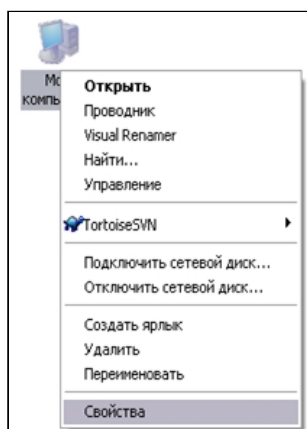 Открыть
Проводник
Visual Renamer
Найти...
Управление
TortoiseSVN
Подключить сетевой диск...
Отключить сетевой диск...
Создать ярлык
Удалить
Переименовать
Свойства